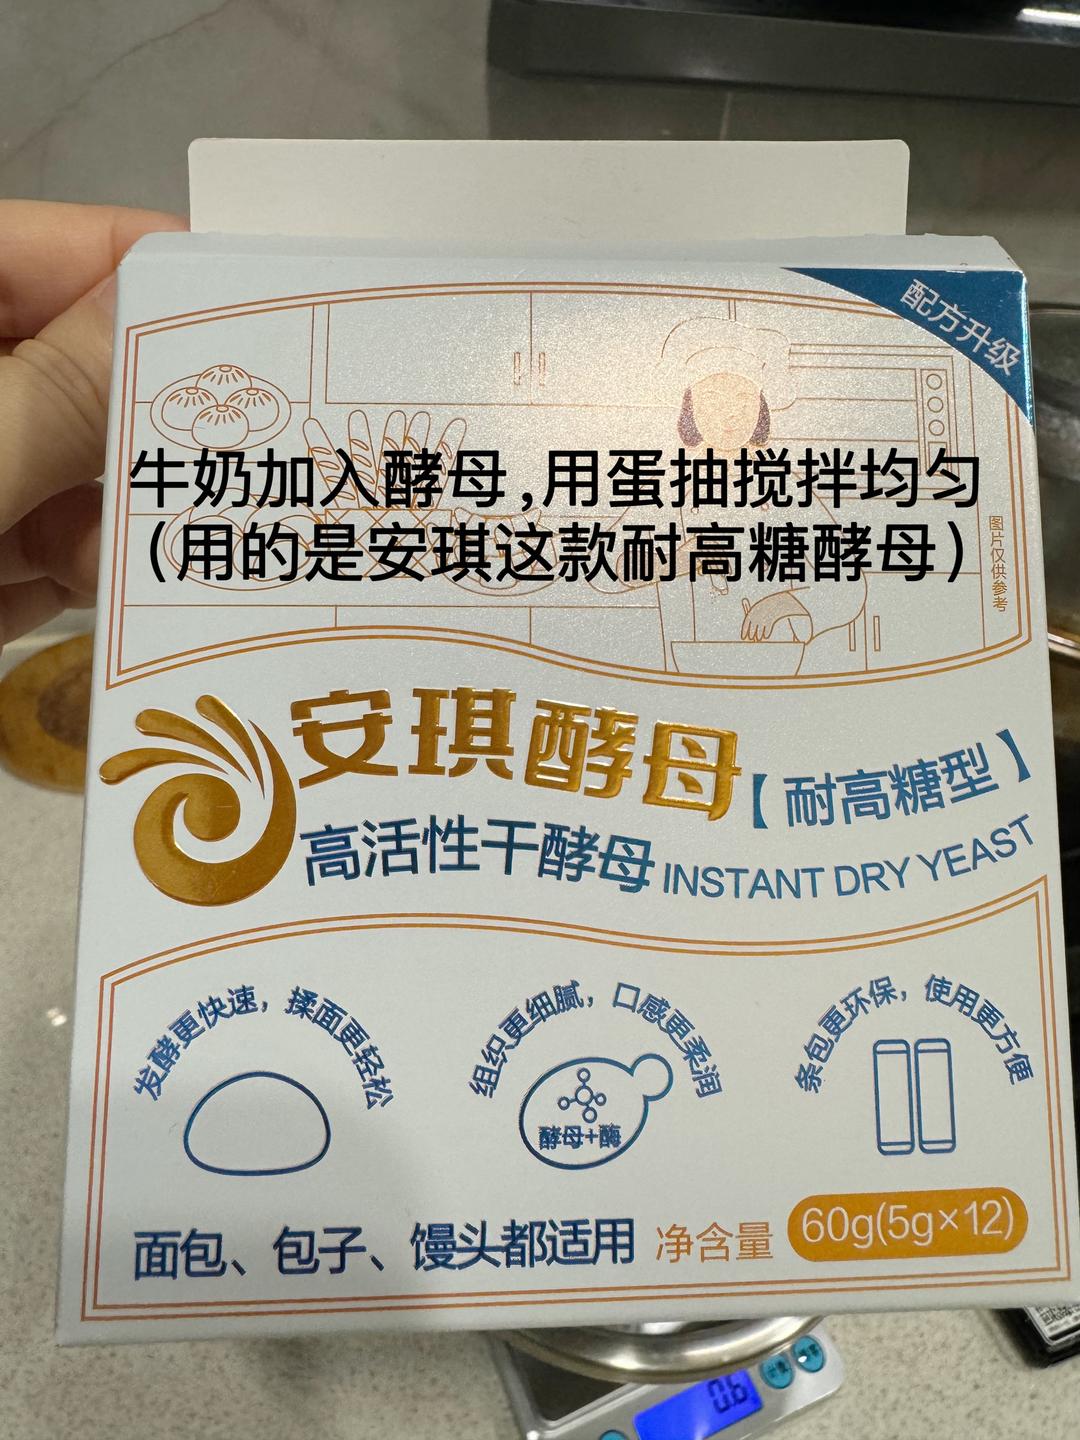 配方升级
牛奶加入酵母,用蛋抽搅拌均匀
（用的是安琪这款耐高糖酵母）
图片仅供参考
安琪酵母【耐高糖型】
高活性干酵母 INSTANT DRY YEAST
发酵更快速，揉面更轻松
组织更细腻，口感更柔润
酵母+酶
条包更环保，使用更方便
面包、包子、馒头都适用 净含量 60g(5g×12)